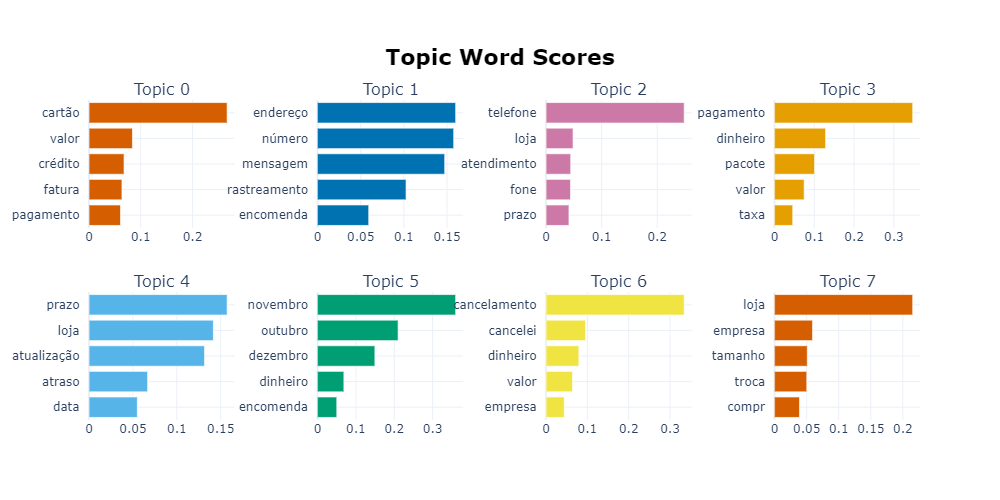 Topic Word Scores
Topic 0
cartão
valor
crédito
fatura
pagamento
0 0.1 0.2
Topic 1
endereço
número
mensagem
rastreamento
encomenda
0 0.05 0.1 0.15
Topic 2
telefone
loja
atendimento
fone
prazo
0 0.1 0.2
Topic 3
pagamento
dinheiro
pacote
valor
taxa
0 0.1 0.2 0.3
Topic 4
prazo
loja
atualização
atraso
data
0 0.05 0.1 0.15
Topic 5
novembro
outubro
dezembro
dinheiro
encomenda
0 0.1 0.2 0.3
Topic 6
cancelamento
cancelei
dinheiro
valor
empresa
0 0.1 0.2 0.3
Topic 7
loja
empresa
tamanho
troca
compr
0 0.05 0.1 0.15 0.2